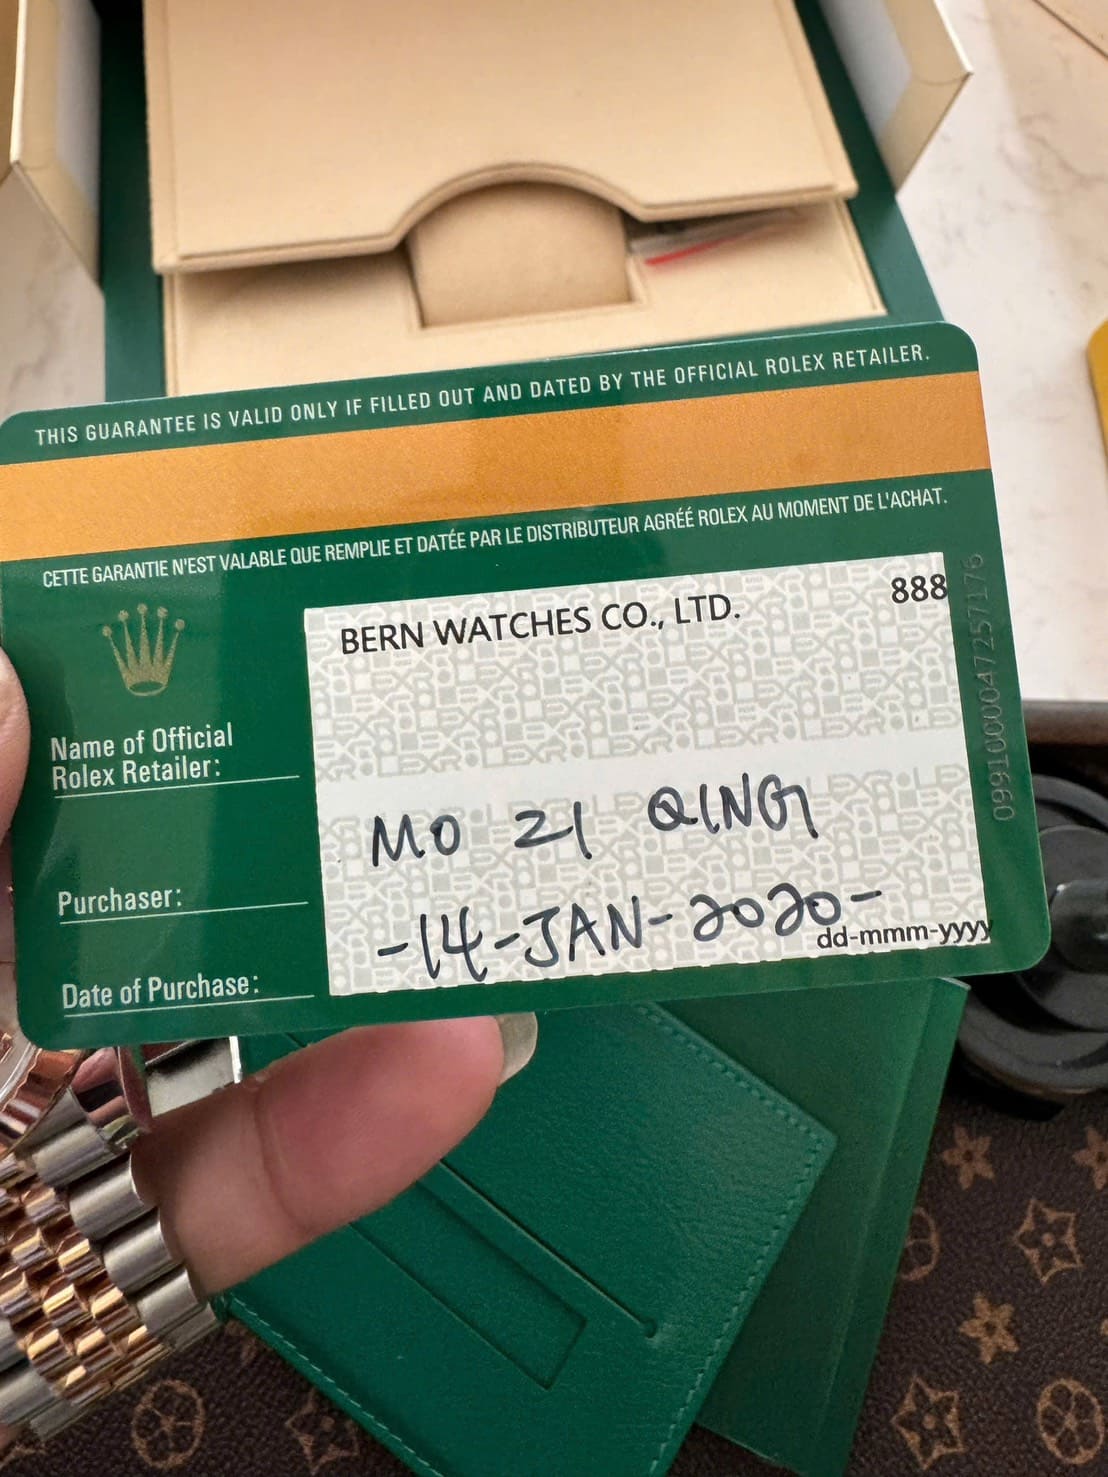 THIS GUARANTEE IS VALID ONLY IF FILLED OUT AND DATED BY THE OFFICIAL ROLEX RETAILER.
CETTE GARANTIE N'EST VALABLE QUE REMPLIE ET DATÉE PAR LE DISTRIBUTEUR AGRÉÉ ROLEX AU MOMENT DE L'ACHAT.
BERN WATCHES CO., LTD.
888
Name of Official
Rolex Retailer:
Purchaser:
MO ZI QING
Date of Purchase:
-14-JAN-2020-
dd-mmm-yyyy
0991000047257176